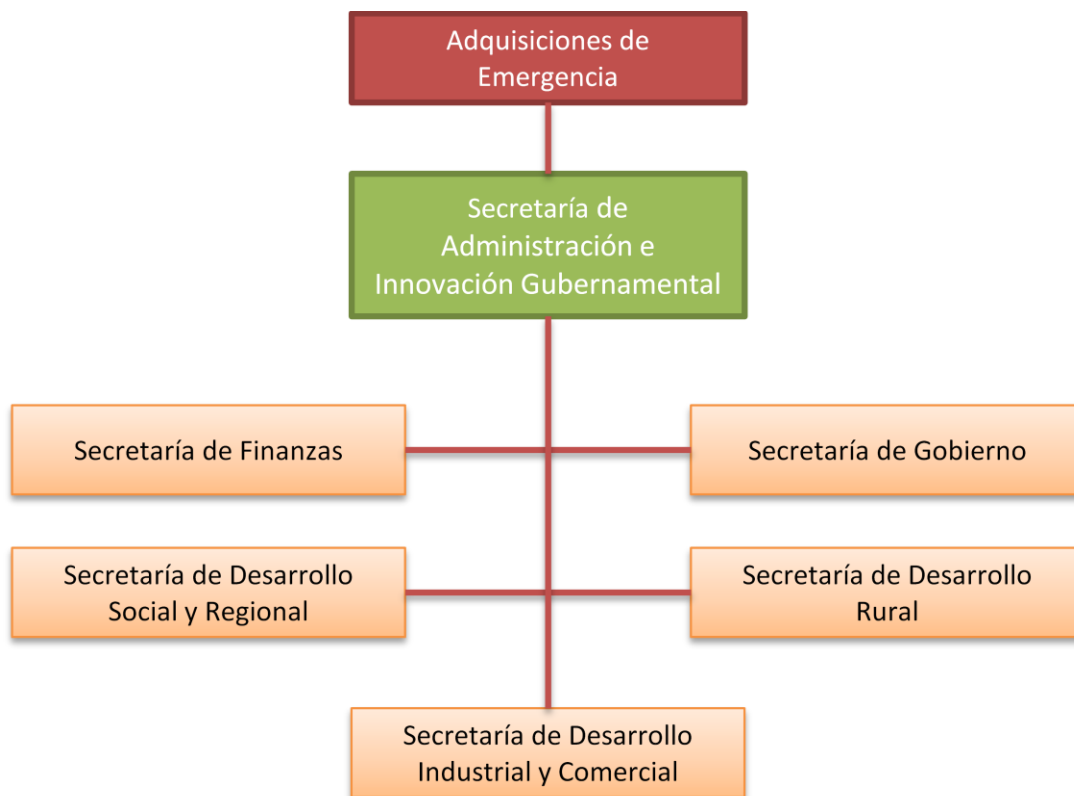 Adquisiciones de
Emergencia
Secretaría de
Administración e
Innovación Gubernamental
Secretaría de Finanzas
Secretaría de Gobierno
Secretaría de Desarrollo
Social y Regional
Secretaría de Desarrollo
Rural
Secretaría de Desarrollo
Industrial y Comercial